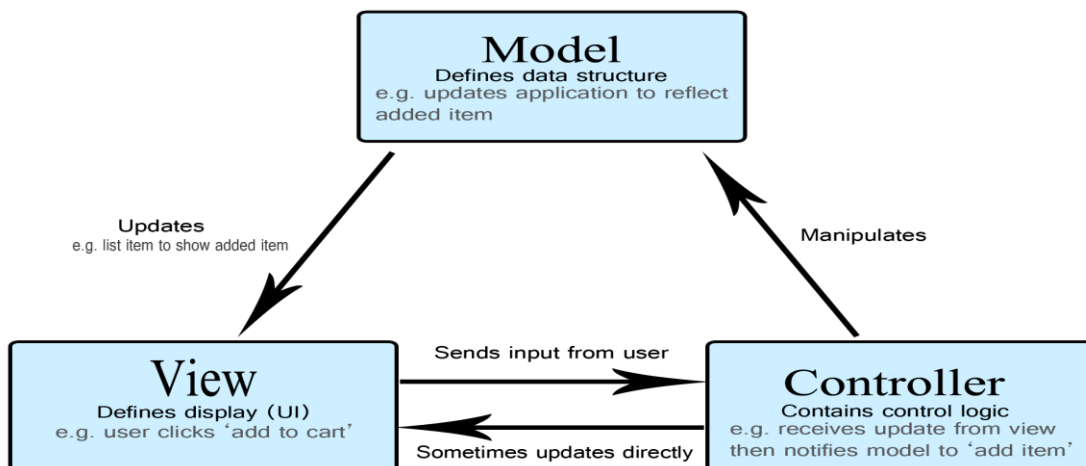 Model
Defines data structure
e.g. updates application to reflect
added item
Updates
e.g. list item to show added item
Manipulates
View
Defines display (UI)
e.g. user clicks ‘add to cart’
Sends input from user
Sometimes updates directly
Controller
Contains control logic
e.g. receives update from view
then notifies model to ‘add item’